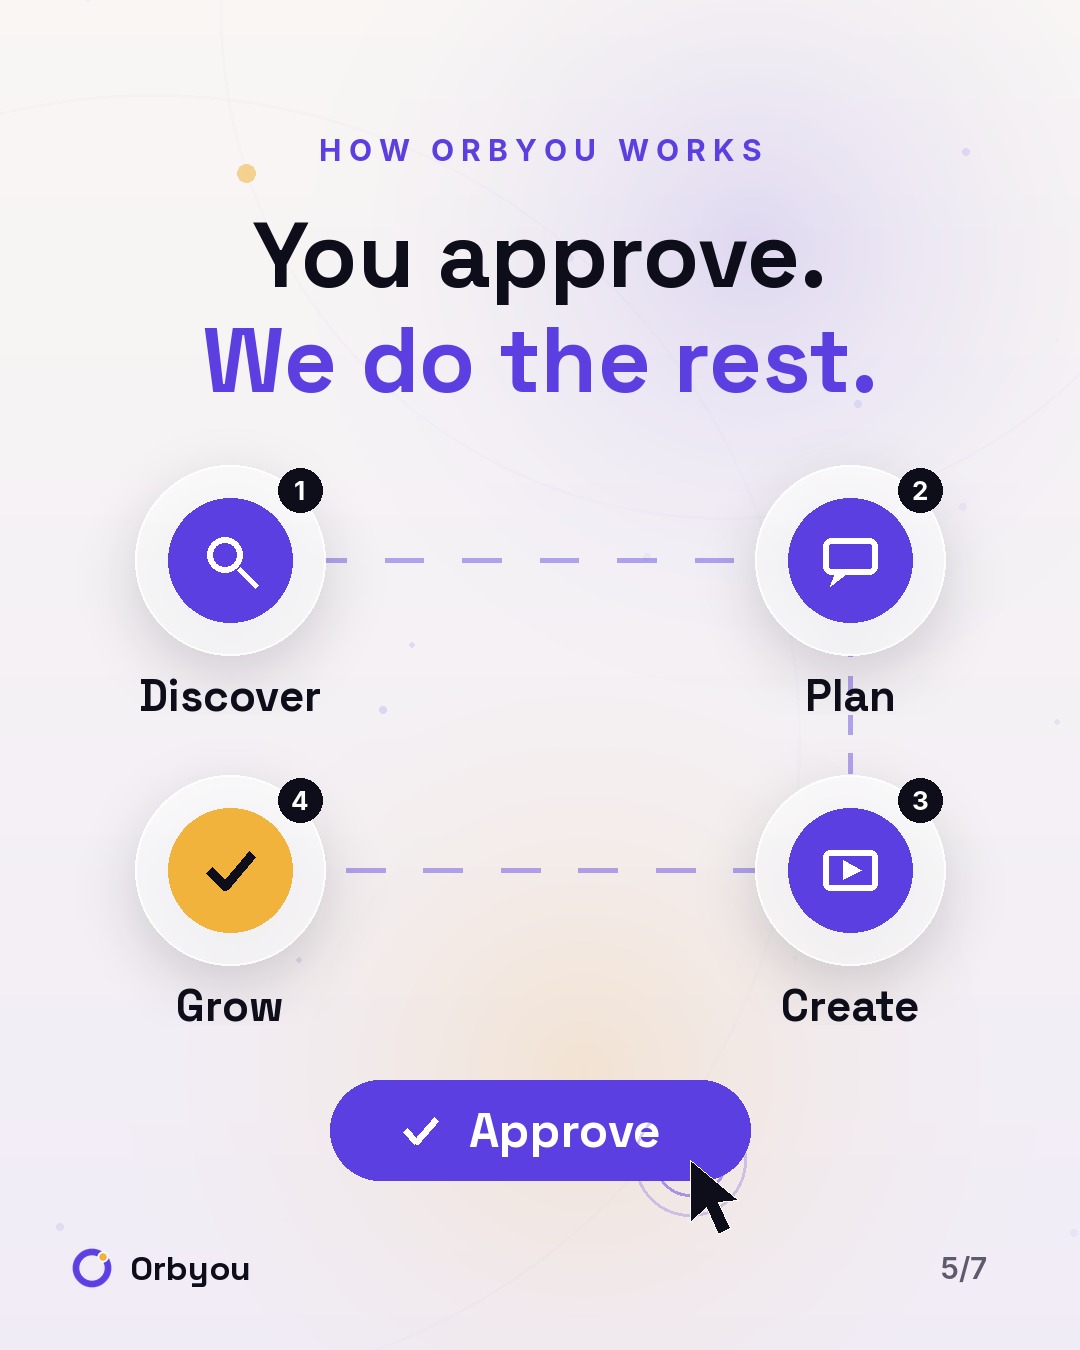 HOW ORBYOU WORKS
You approve.
We do the rest.
1
Discover
2
Plan
4
Grow
3
Create
Approve
Orbyou
5/7